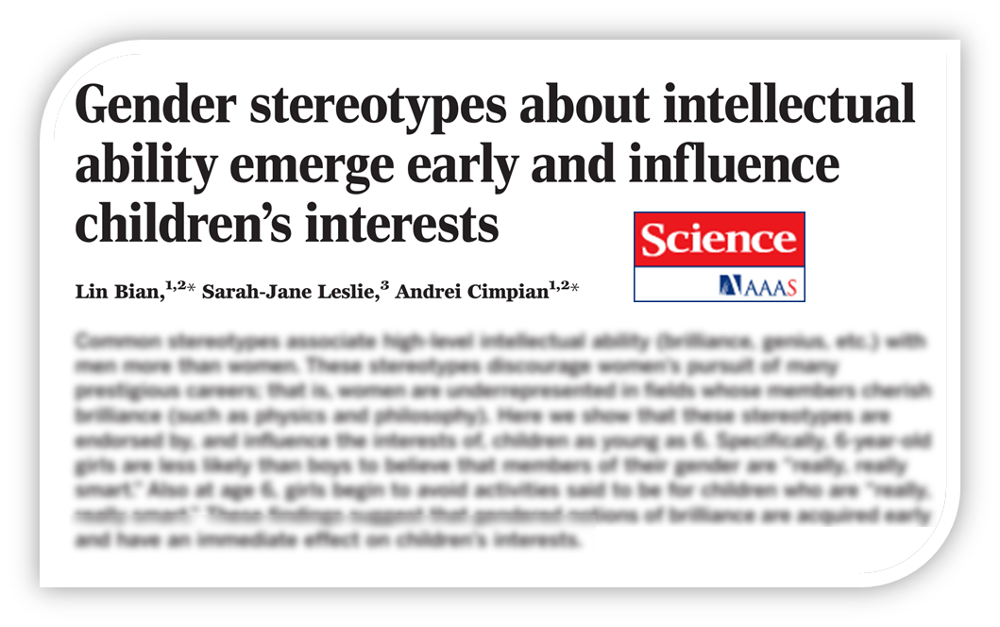 Gender stereotypes about intellectual
ability emerge early and influence
children's interests
Science
AAAS
Lin Bian,1,2* Sarah-Jane Leslie,3 Andrei Cimpian1,2*
Common stereotypes associate high-level intellectual ability (brilliance, genius, etc.) with
men more than women. These stereotypes discourage women's pursuit of many
prestigious careers; that is, women are underrepresented in fields whose members cherish
brilliance (such as physics and philosophy). Here we show that these stereotypes are
endorsed by, and influence the interests of, children as young as 6. Specifically, 6-year-old
girls are less likely than boys to believe that members of their gender are “really, really
smart.” Also at age 6, girls begin to avoid activities said to be for children who are “really,
really smart.” These findings suggest that gendered notions of brilliance are acquired early
and have an immediate effect on children's interests.